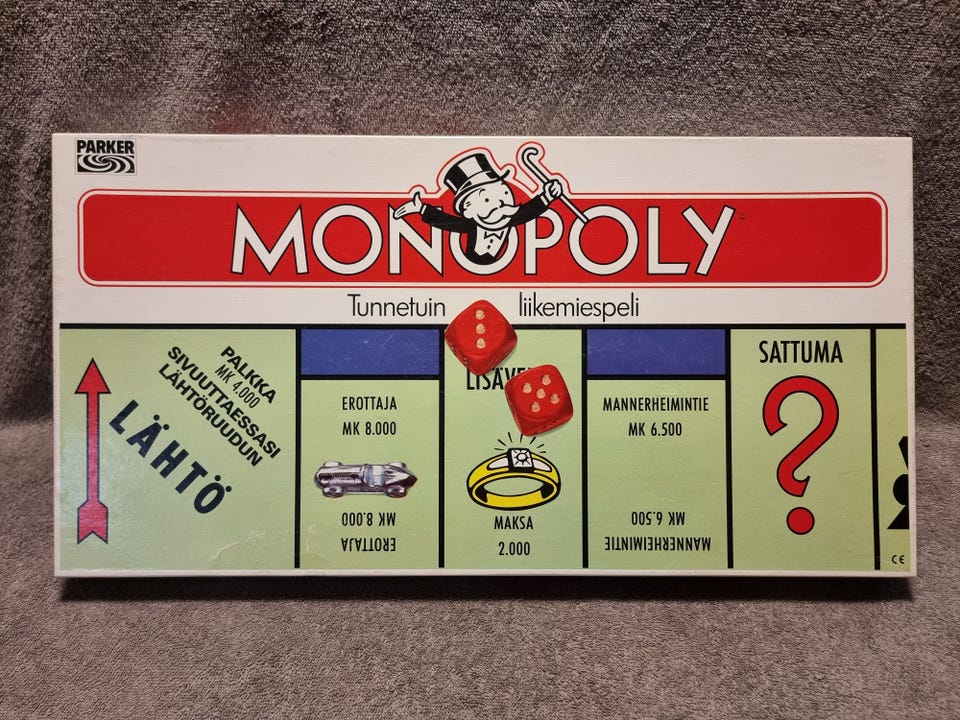 PARKER
MONOPOLY
Tunnetuin liikemiespeli
PALKKA
MK 4.000
SIVUUTTAESSASI
LÄHTÖRUUDUN
LÄHTÖ
EROTTAJA
MK 8.000
MK 8.000
EROTTAJA
MAKSA
2.000
MANNERHEIMINTIE
MK 6.500
MK 6.500
MANNERHEIMINTIE
SATTUMA
?
CE